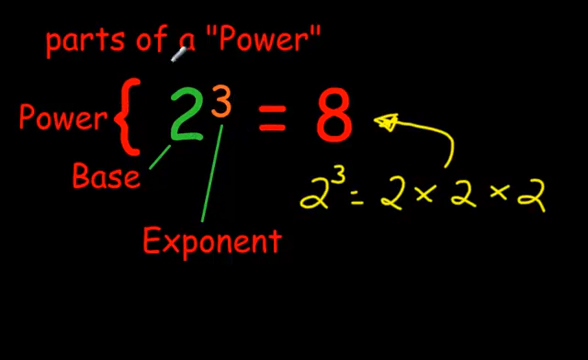 parts of a "Power"
Power { 2³ = 8
Base
2³ = 2 × 2 × 2
Exponent